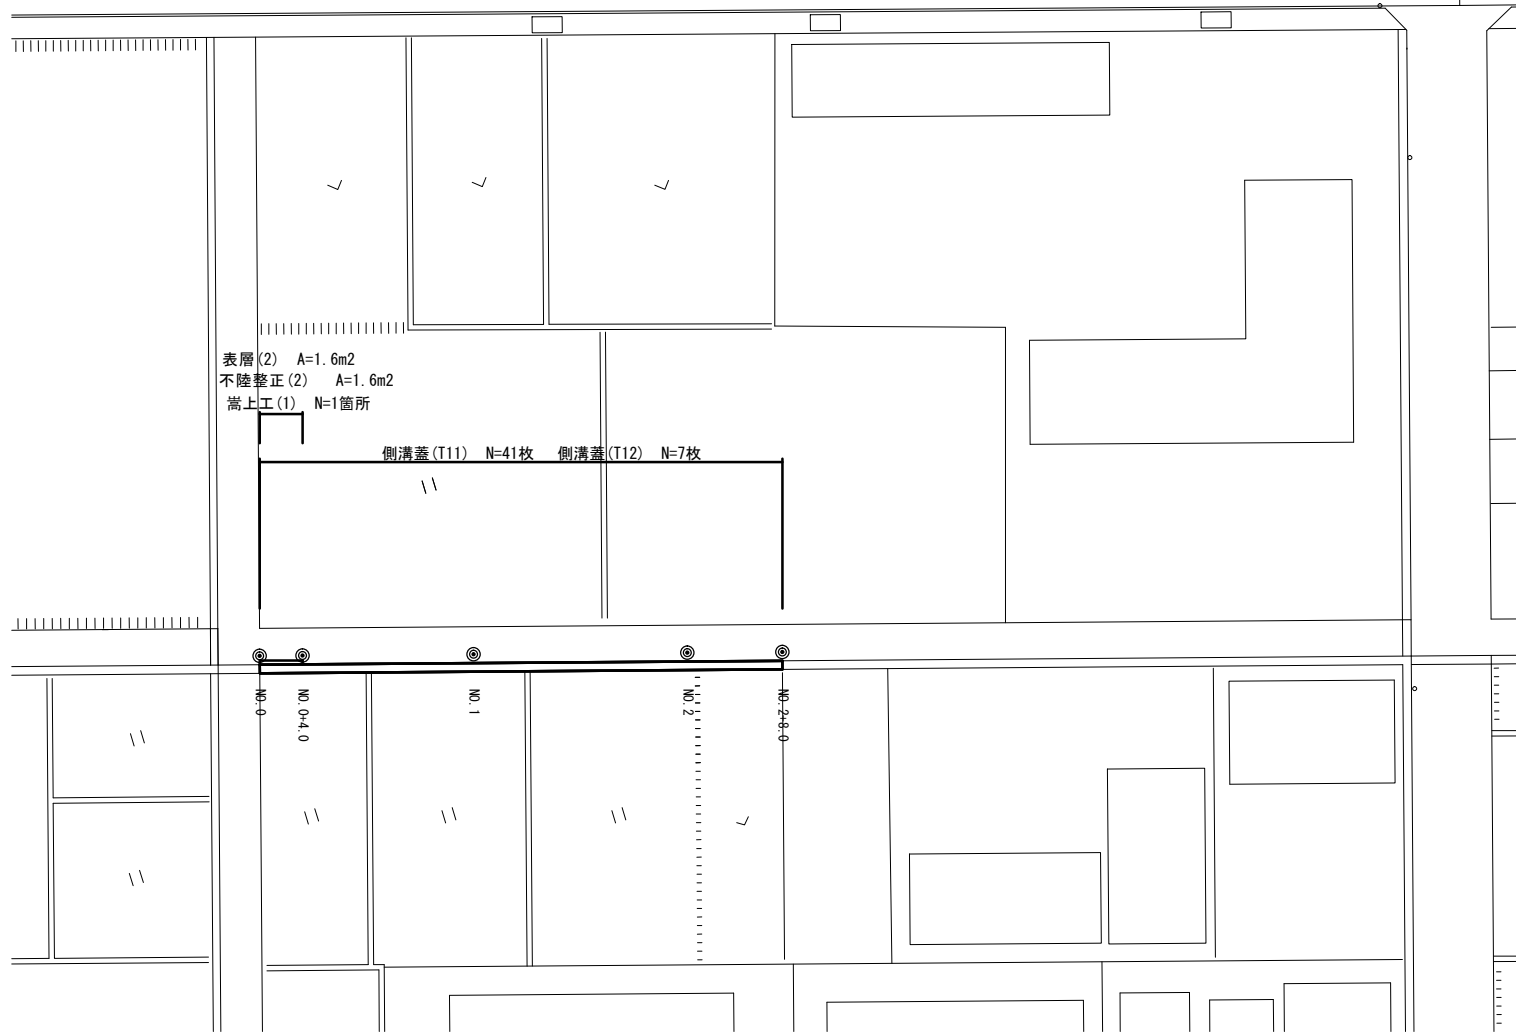 表層(2) A=1.6m2
不陸整正(2) A=1.6m2
嵩上工(1) N=1箇所
側溝蓋(T11) N=41枚 側溝蓋(T12) N=7枚
NO.0
NO.0+4.0
NO.1
NO.2
NO.2+8.0